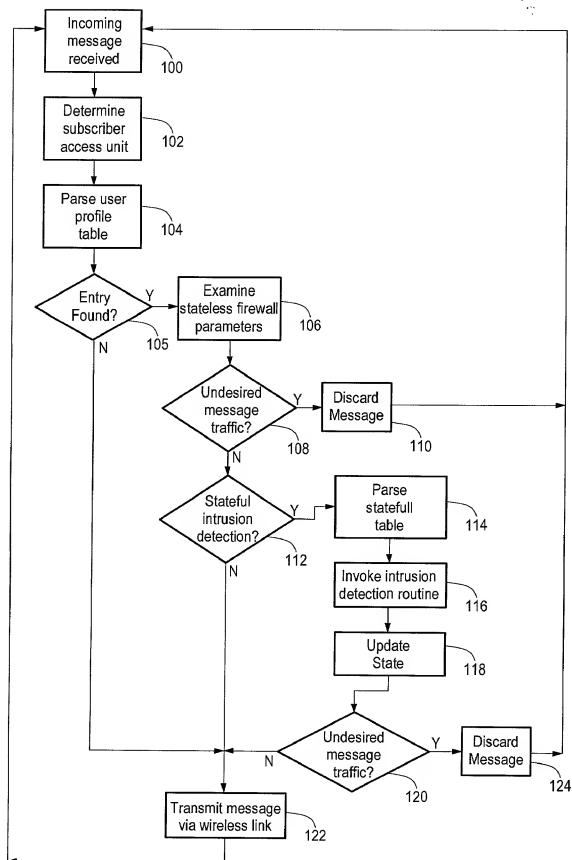 Incoming
message
received
100
Determine
subscriber
access unit
102
Parse user
profile
table
104
Entry
Found?
Y
105
N
Examine
stateless firewall
parameters
106
Undesired
message
traffic?
Y
108
N
Discard
Message
110
Stateful
intrusion
detection?
Y
112
N
Parse
statefull
table
114
Invoke intrusion
detection routine
116
Update
State
118
Undesired
message
traffic?
Y
N
120
Discard
Message
124
Transmit message
via wireless link
122